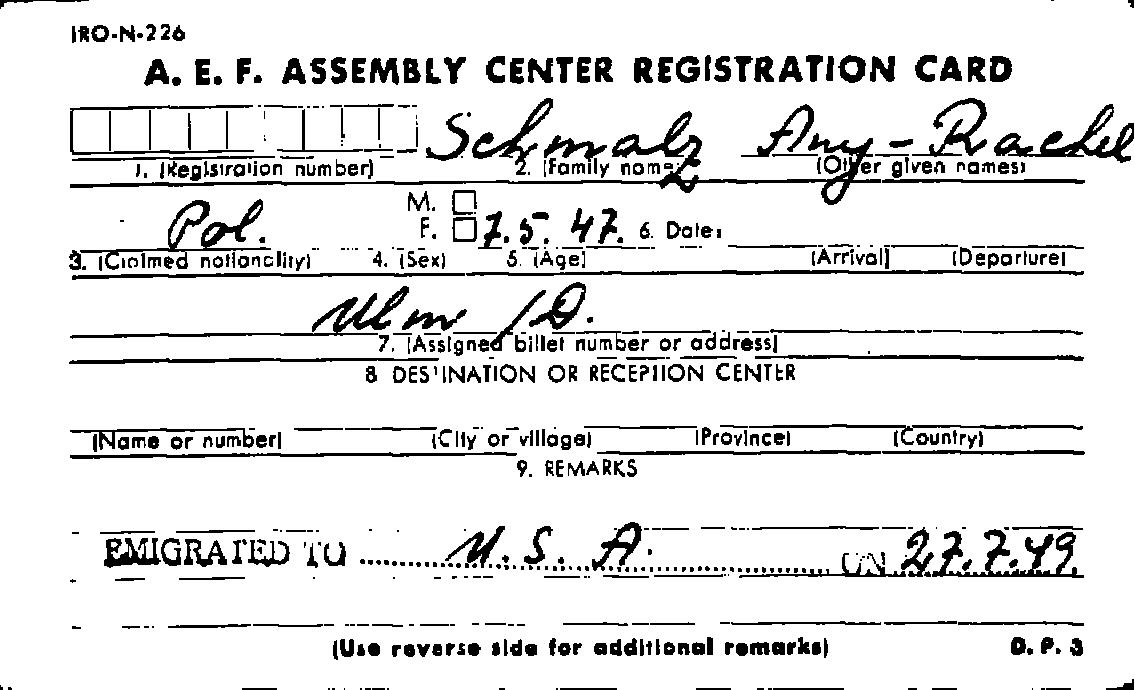 IRO-N-226
A. E. F. ASSEMBLY CENTER REGISTRATION CARD
Schmalz Any-Rachel
1. (Registration number) 2. (Family name) (Other given names)
M.
Pol. F. 7.5.47. 6. Date:
3. (Claimed nationality) 4. (Sex) 5. (Age) (Arrival) (Departure)
Ulm /D.
7. (Assigned billet number or address)
8 DESTINATION OR RECEPTION CENTER
(Name or number) (City or village) (Province) (Country)
9. REMARKS
EMIGRATED TO U. S. A. ON 27.7.49.
(Use reverse side for additional remarks) D. P. 3